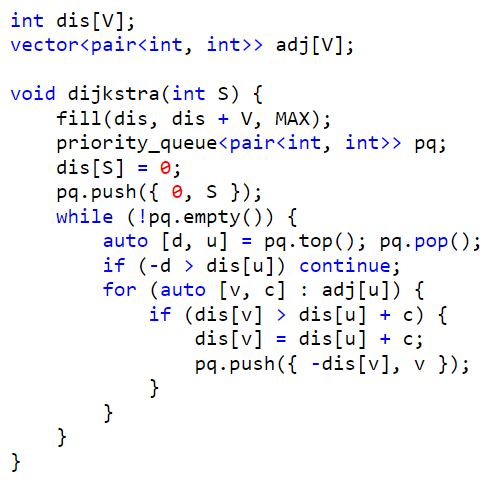 int dis[V];
vector<pair<int, int>> adj[V];

void dijkstra(int S) {
    fill(dis, dis + V, MAX);
    priority_queue<pair<int, int>> pq;
    dis[S] = 0;
    pq.push({ 0, S });
    while (!pq.empty()) {
        auto [d, u] = pq.top(); pq.pop();
        if (-d > dis[u]) continue;
        for (auto [v, c] : adj[u]) {
            if (dis[v] > dis[u] + c) {
                dis[v] = dis[u] + c;
                pq.push({ -dis[v], v });
            }
        }
    }
}